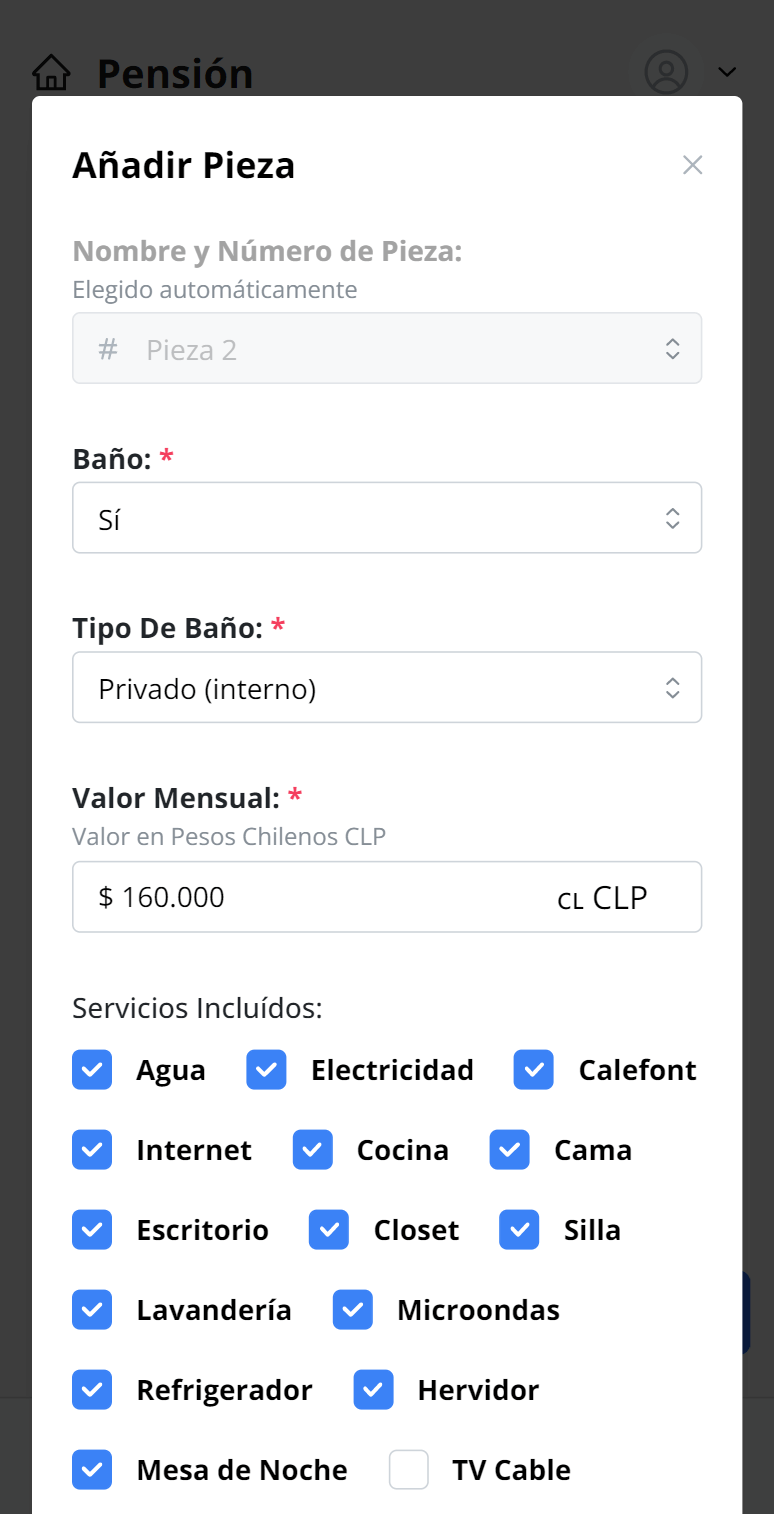 Pensión
Añadir Pieza
Nombre y Número de Pieza:
Elegido automáticamente
# Pieza 2
Baño: *
Sí
Tipo De Baño: *
Privado (interno)
Valor Mensual: *
Valor en Pesos Chilenos CLP
$ 160.000 CL CLP
Servicios Incluídos:
Agua Electricidad Calefont
Internet Cocina Cama
Escritorio Closet Silla
Lavandería Microondas
Refrigerador Hervidor
Mesa de Noche TV Cable